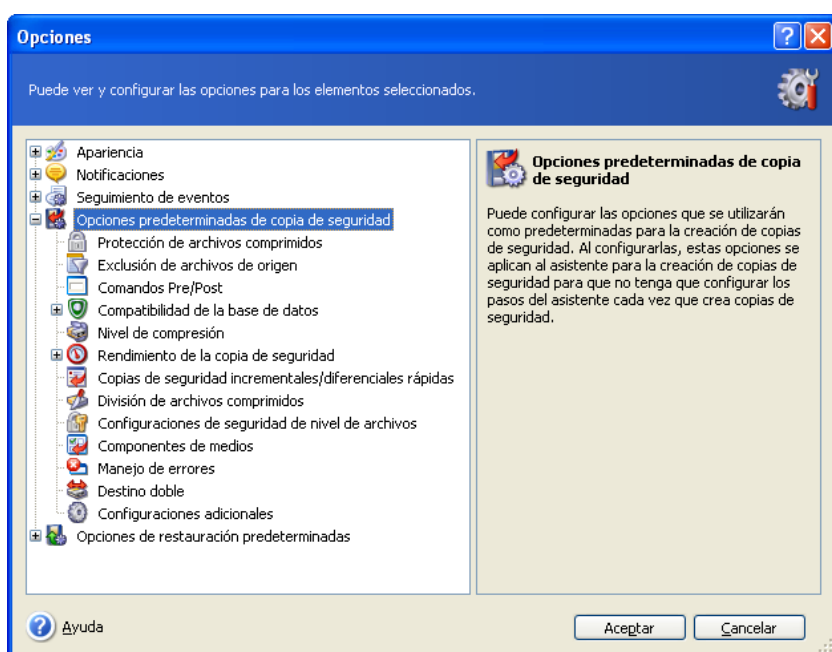 Opciones
Puede ver y configurar las opciones para los elementos seleccionados.
Apariencia
Notificaciones
Seguimiento de eventos
Opciones predeterminadas de copia de seguridad
Protección de archivos comprimidos
Exclusión de archivos de origen
Comandos Pre/Post
Compatibilidad de la base de datos
Nivel de compresión
Rendimiento de la copia de seguridad
Copias de seguridad incrementales/diferenciales rápidas
División de archivos comprimidos
Configuraciones de seguridad de nivel de archivos
Componentes de medios
Manejo de errores
Destino doble
Configuraciones adicionales
Opciones de restauración predeterminadas
Opciones predeterminadas de copia
de seguridad
Puede configurar las opciones que se utilizarán
como predeterminadas para la creación de copias
de seguridad. Al configurarlas, estas opciones se
aplican al asistente para la creación de copias de
seguridad para que no tenga que configurar los
pasos del asistente cada vez que crea copias de
seguridad.
Ayuda
Aceptar
Cancelar